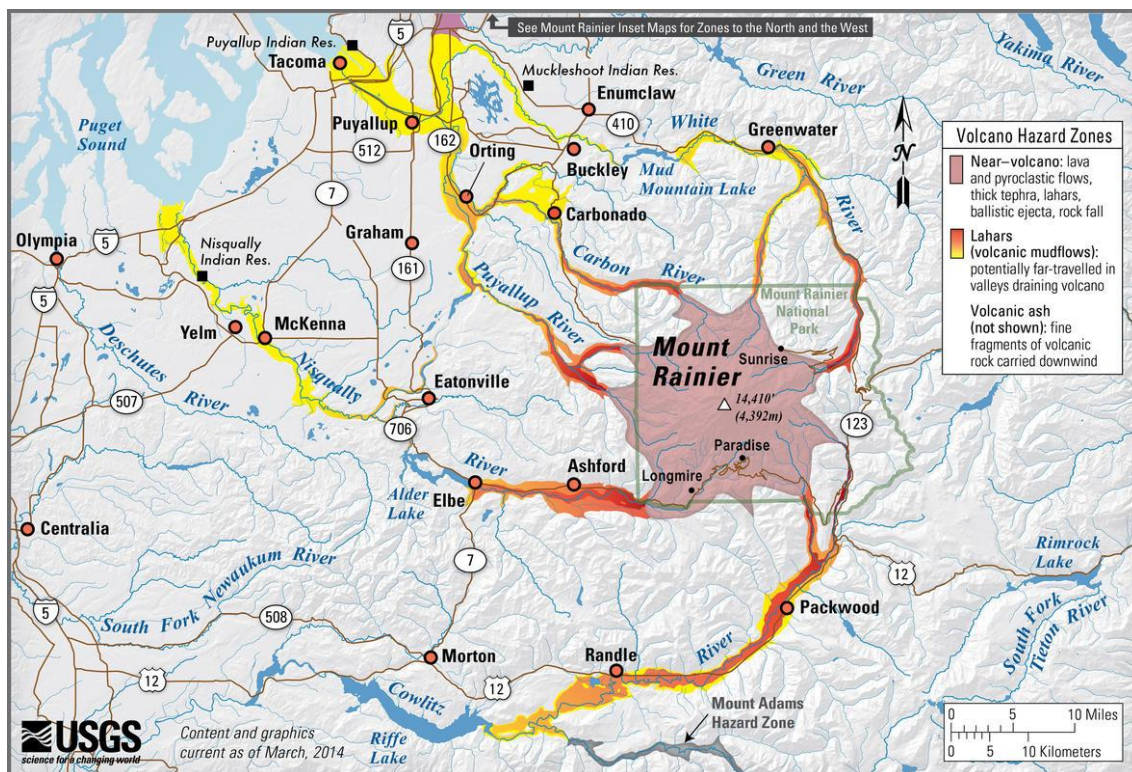 See Mount Rainier Inset Maps for Zones to the North and the West
5
Puyallup Indian Res.
Tacoma
Muckleshoot Indian Res.
Green River
Yakima River
Enumclaw
410
White
Greenwater
Puget
Sound
Puyallup
512
162
Orting
Buckley
Mud
Mountain Lake
River
N
7
Carbonado
Olympia
5
Nisqually
Indian Res.
Graham
161
Carbon River
Puyallup
River
Mount Rainier
National
Park
5
Yelm
McKenna
Deschutes
River
Nisqually
Mount
Rainier
Sunrise
14,410'
(4,392m)
507
Eatonville
706
123
River
Ashford
Paradise
Longmire
Elbe
Alder
Lake
Centralia
7
Rimrock
Lake
12
South Fork Newaukum River
5
508
Packwood
South Fork
Tieton River
Morton
Randle
River
12
12
Cowlitz
Riffe
Lake
Mount Adams
Hazard Zone
Volcano Hazard Zones
Near–volcano: lava
and pyroclastic flows,
thick tephra, lahars,
ballistic ejecta, rock fall
Lahars
(volcanic mudflows):
potentially far-travelled in
valleys draining volcano
Volcanic ash
(not shown): fine
fragments of volcanic
rock carried downwind
0 5 10 Miles
0 5 10 Kilometers
USGS
science for a changing world
Content and graphics
current as of March, 2014